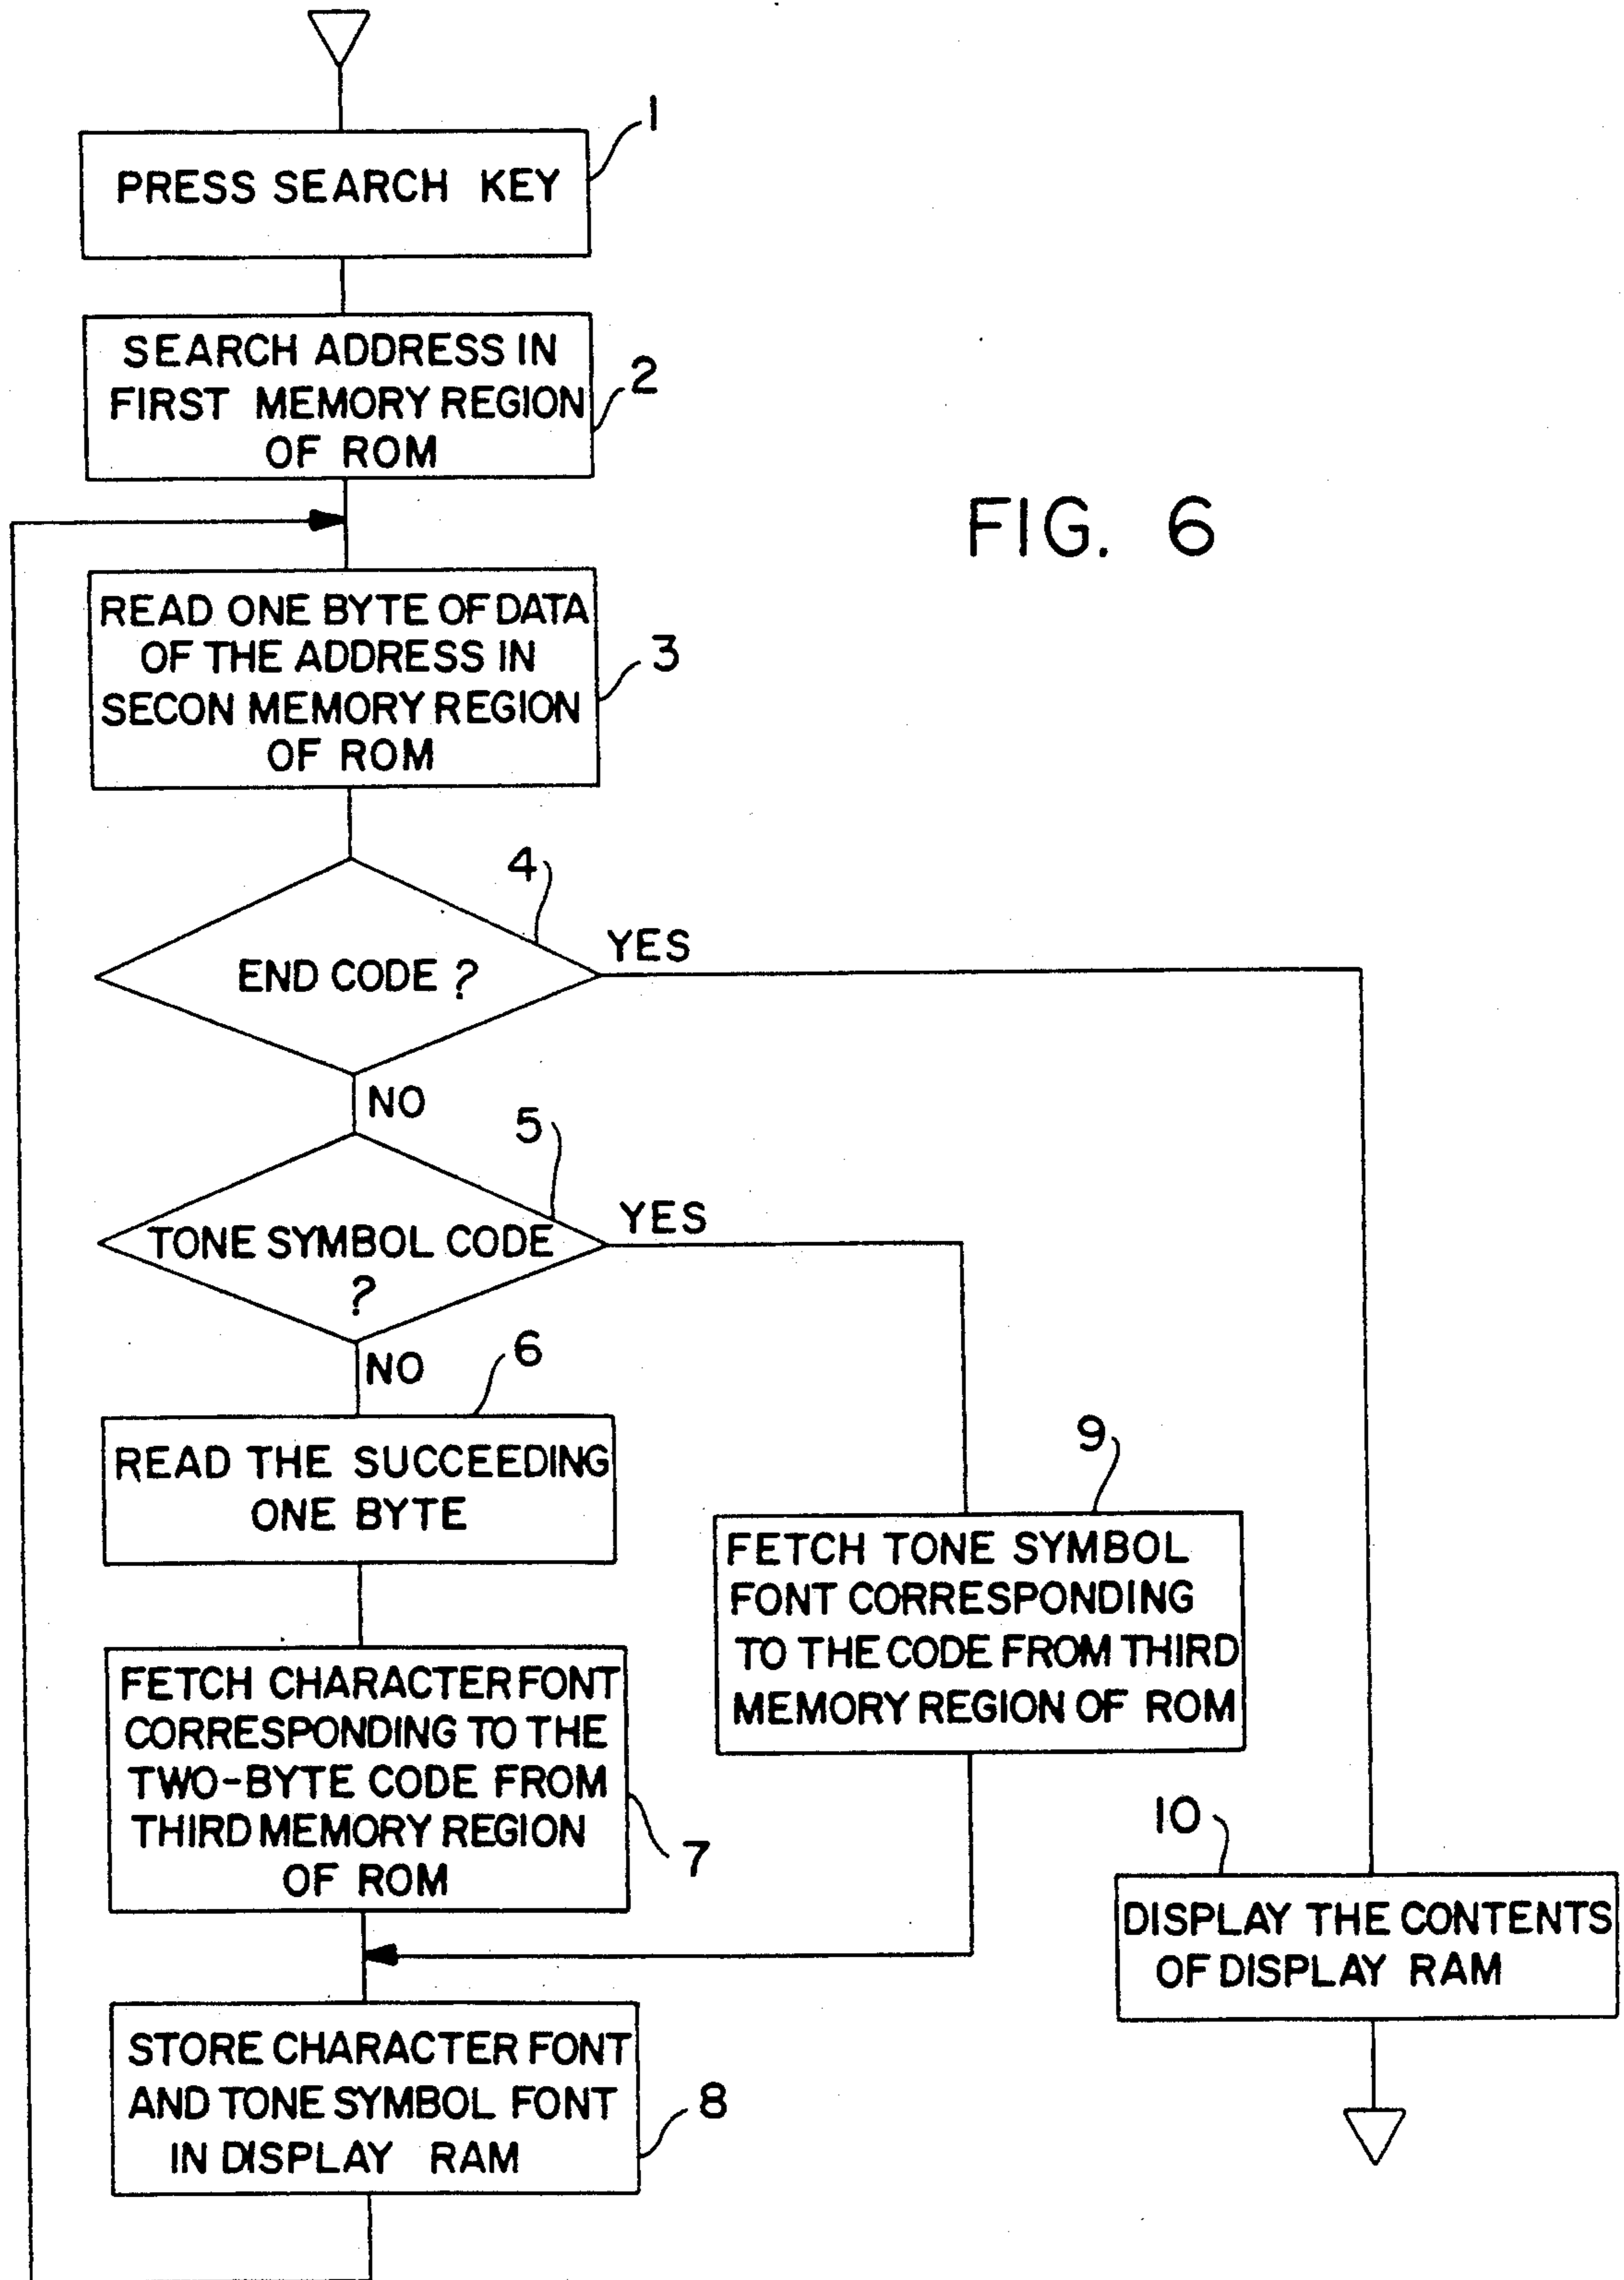 1
PRESS SEARCH KEY
SEARCH ADDRESS IN
FIRST MEMORY REGION
OF ROM
2
FIG. 6
READ ONE BYTE OF DATA
OF THE ADDRESS IN
SECON MEMORY REGION
OF ROM
3
4
YES
END CODE ?
NO
5
YES
TONE SYMBOL CODE
?
NO
6
READ THE SUCCEEDING
ONE BYTE
9
FETCH TONE SYMBOL
FONT CORRESPONDING
TO THE CODE FROM THIRD
MEMORY REGION OF ROM
FETCH CHARACTER FONT
CORRESPONDING TO THE
TWO-BYTE CODE FROM
THIRD MEMORY REGION
OF ROM
7
10
DISPLAY THE CONTENTS
OF DISPLAY RAM
STORE CHARACTER FONT
AND TONE SYMBOL FONT
IN DISPLAY RAM
8